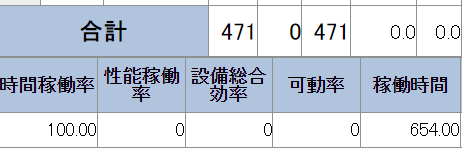 合計 471 0 471 0.0 0.0
時間稼働率 性能稼働率 設備総合効率 可動率 稼働時間
100.00 0 0 0 654.00